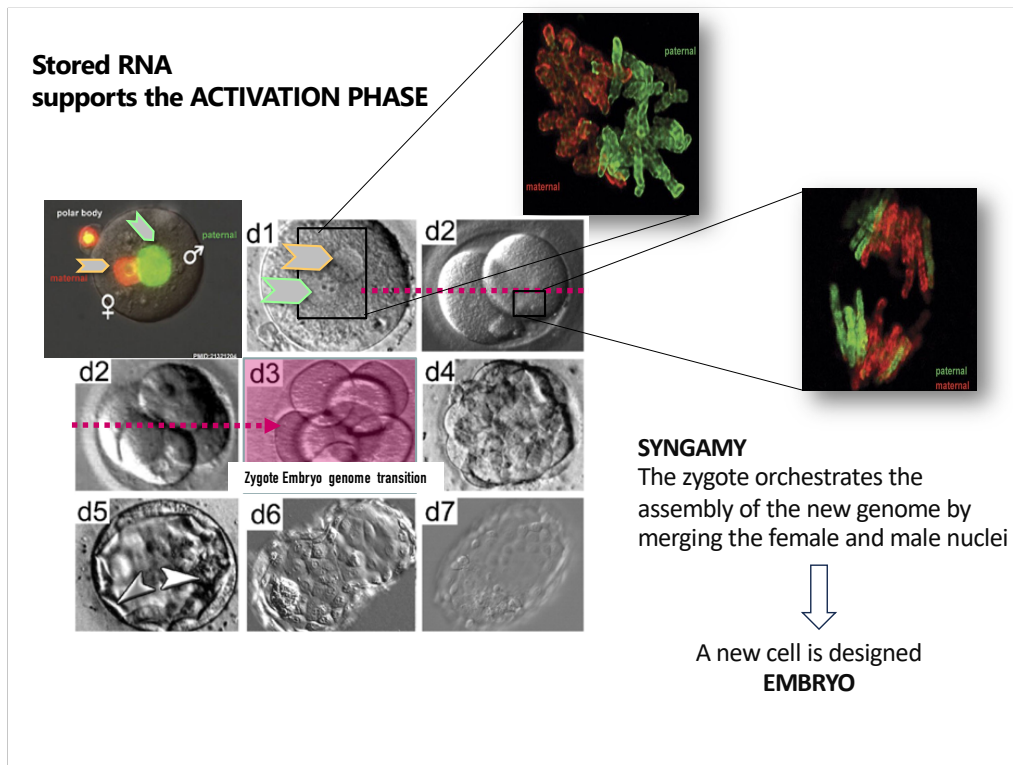 Stored RNA
supports the ACTIVATION PHASE
paternal
maternal
polar body
paternal
♂
maternal
♀
PMID:21321204
d1
d2
paternal
maternal
d2
d3
d4
Zygote Embryo genome transition
d5
d6
d7
SYNGAMY
The zygote orchestrates the
assembly of the new genome by
merging the female and male nuclei
A new cell is designed
EMBRYO